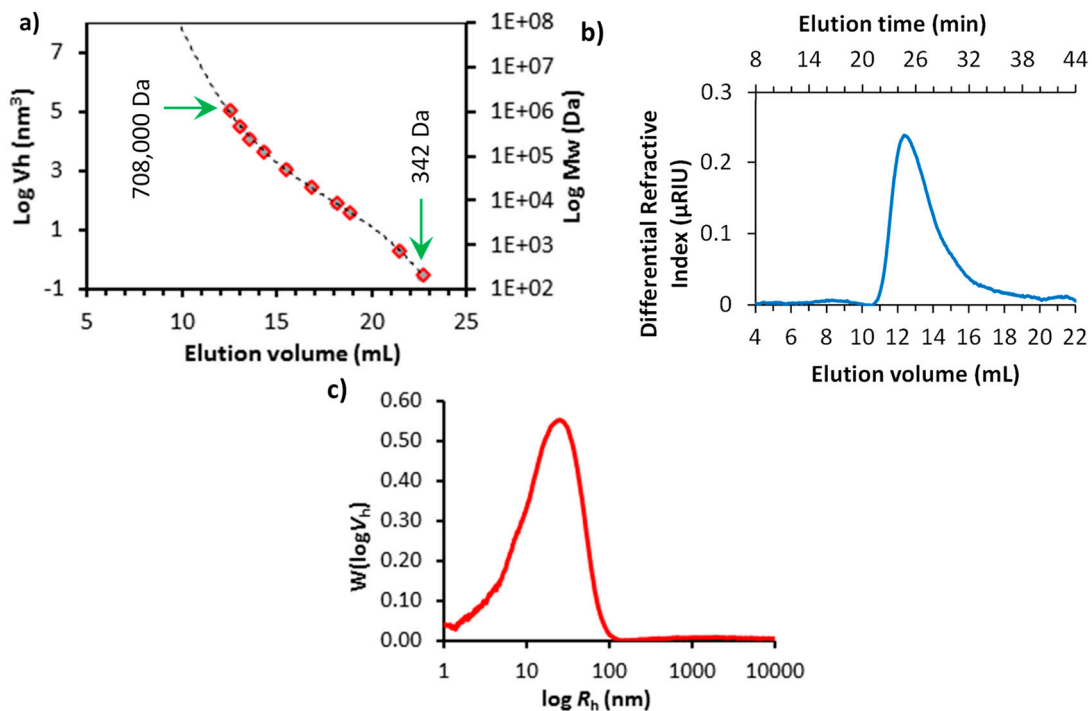 a)
Log Vh (nm³)
7
5
3
1
-1
5 10 15 20 25
Elution volume (mL)
708,000 Da
342 Da
1E+08
1E+07
1E+06
1E+05
1E+04
1E+03
1E+02
Log Mw (Da)
b)
Elution time (min)
8 14 16 20 22 26 32 38 44
Differential Refractive
Index (µRIU)
0.3
0.2
0.1
0
4 6 8 10 12 14 16 18 20 22
Elution volume (mL)
c)
W(logVh)
0.60
0.50
0.40
0.30
0.20
0.10
0.00
1 10 100 1000 10000
log Rh (nm)